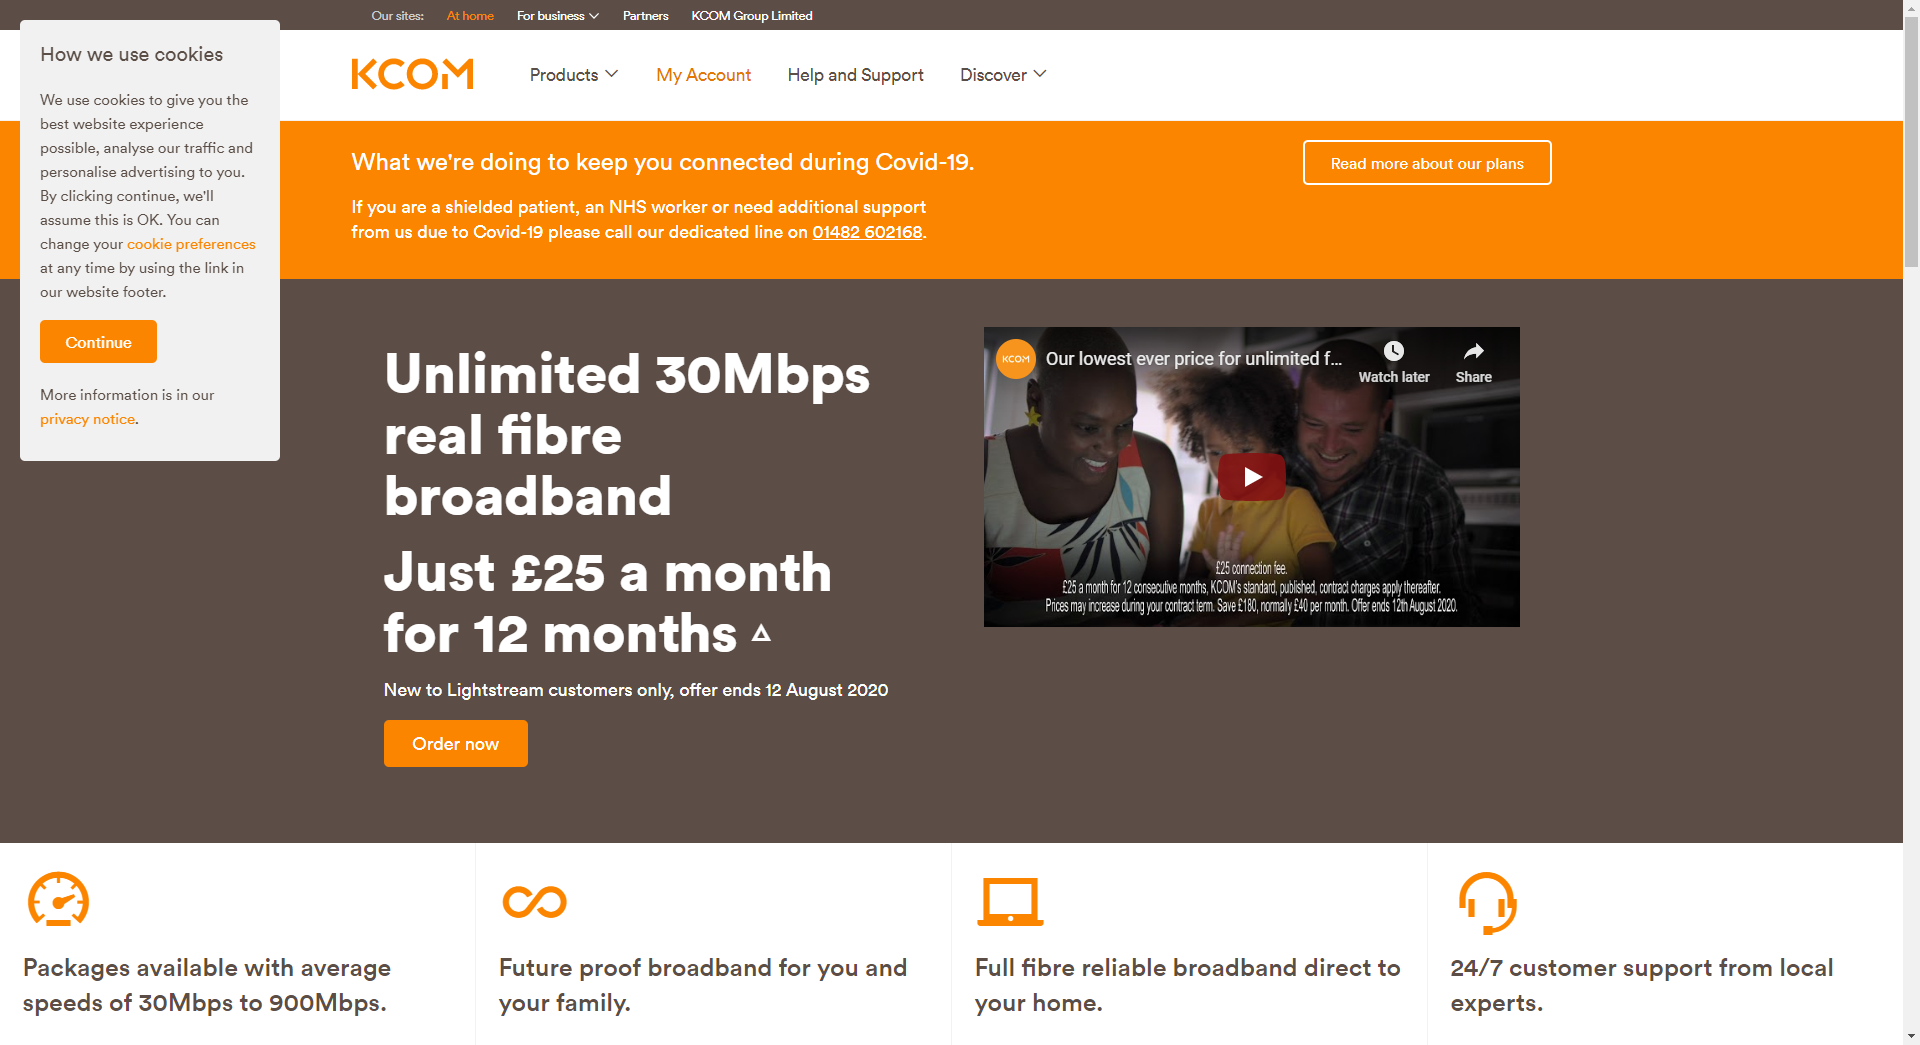 Our sites:
At home
For business
Partners
KCOM Group Limited
How we use cookies
We use cookies to give you the
best website experience
possible, analyse our traffic and
personalise advertising to you.
By clicking continue, we'll
assume this is OK. You can
change your cookie preferences
at any time by using the link in
our website footer.
Continue
More information is in our
privacy notice.
KCOM
Products
My Account
Help and Support
Discover
What we're doing to keep you connected during Covid-19.
If you are a shielded patient, an NHS worker or need additional support
from us due to Covid-19 please call our dedicated line on 01482 602168.
Read more about our plans
Unlimited 30Mbps
real fibre
broadband
Just £25 a month
for 12 months
New to Lightstream customers only, offer ends 12 August 2020
Order now
KCOM
Our lowest ever price for unlimited f...
Watch later
Share
£25 connection fee.
£25 a month for 12 consecutive months, KCOM's standard, published, contract charges apply thereafter.
Prices may increase during your contract term. Save £180, normally £40 per month. Offer ends 12th August 2020.
Packages available with average
speeds of 30Mbps to 900Mbps.
Future proof broadband for you and
your family.
Full fibre reliable broadband direct to
your home.
24/7 customer support from local
experts.